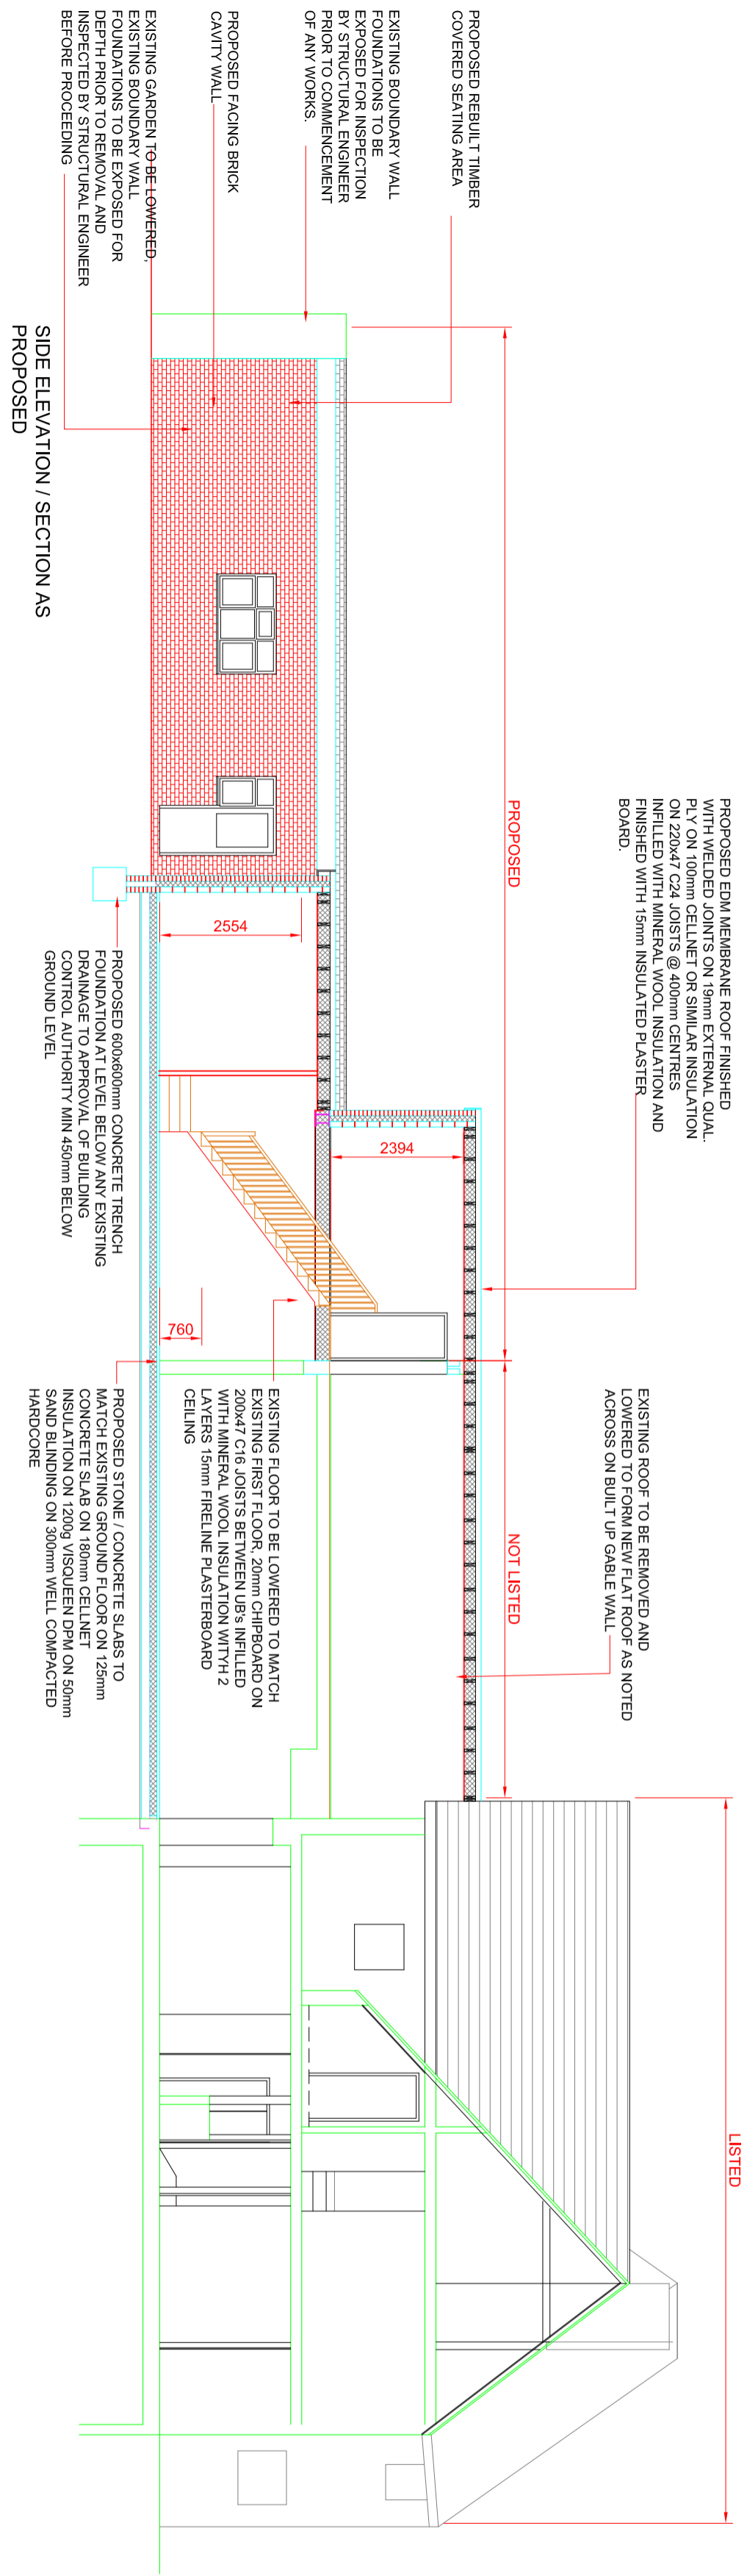 PROPOSED REBUILT TIMBER
COVERED SEATING AREA
EXISTING BOUNDARY WALL
FOUNDATIONS TO BE
EXPOSED FOR INSPECTION
BY STRUCTURAL ENGINEER
PRIOR TO COMMENCEMENT
OF ANY WORKS.
PROPOSED FACING BRICK
CAVITY WALL
EXISTING GARDEN TO BE LOWERED,
EXISTING BOUNDARY WALL
FOUNDATIONS TO BE EXPOSED FOR
DEPTH PRIOR TO REMOVAL AND
INSPECTED BY STRUCTURAL ENGINEER
BEFORE PROCEEDING
SIDE ELEVATION / SECTION AS
PROPOSED
PROPOSED EDM MEMBRANE ROOF FINISHED
WITH WELDED JOINTS ON 19mm EXTERNAL QUAL.
PLY ON 100mm CELLNET OR SIMILAR INSULATION
ON 220x47 C24 JOISTS @ 400mm CENTRES
INFILLED WITH MINERAL WOOL INSULATION AND
FINISHED WITH 15mm INSULATED PLASTER
BOARD.
PROPOSED
2554
2394
760
PROPOSED 600x600mm CONCRETE TRENCH
FOUNDATION AT LEVEL BELOW ANY EXISTING
DRAINAGE TO APPROVAL OF BUILDING
CONTROL AUTHORITY MIN 450mm BELOW
GROUND LEVEL
EXISTING ROOF TO BE REMOVED AND
LOWERED TO FORM NEW FLAT ROOF AS NOTED
ACROSS ON BUILT UP GABLE WALL
NOT LISTED
EXISTING FLOOR TO BE LOWERED TO MATCH
EXISTING FIRST FLOOR, 20mm CHIPBOARD ON
200x47 C16 JOISTS BETWEEN UB's INFILLED
WITH MINERAL WOOL INSULATION WITYH 2
LAYERS 15mm FIRELINE PLASTERBOARD
CEILING
PROPOSED STONE / CONCRETE SLABS TO
MATCH EXISTING GROUND FLOOR ON 125mm
CONCRETE SLAB ON 180mm CELLNET
INSULATION ON 1200g VISQUEEN DPM ON 50mm
SAND BLINDING ON 300mm WELL COMPACTED
HARDCORE
LISTED